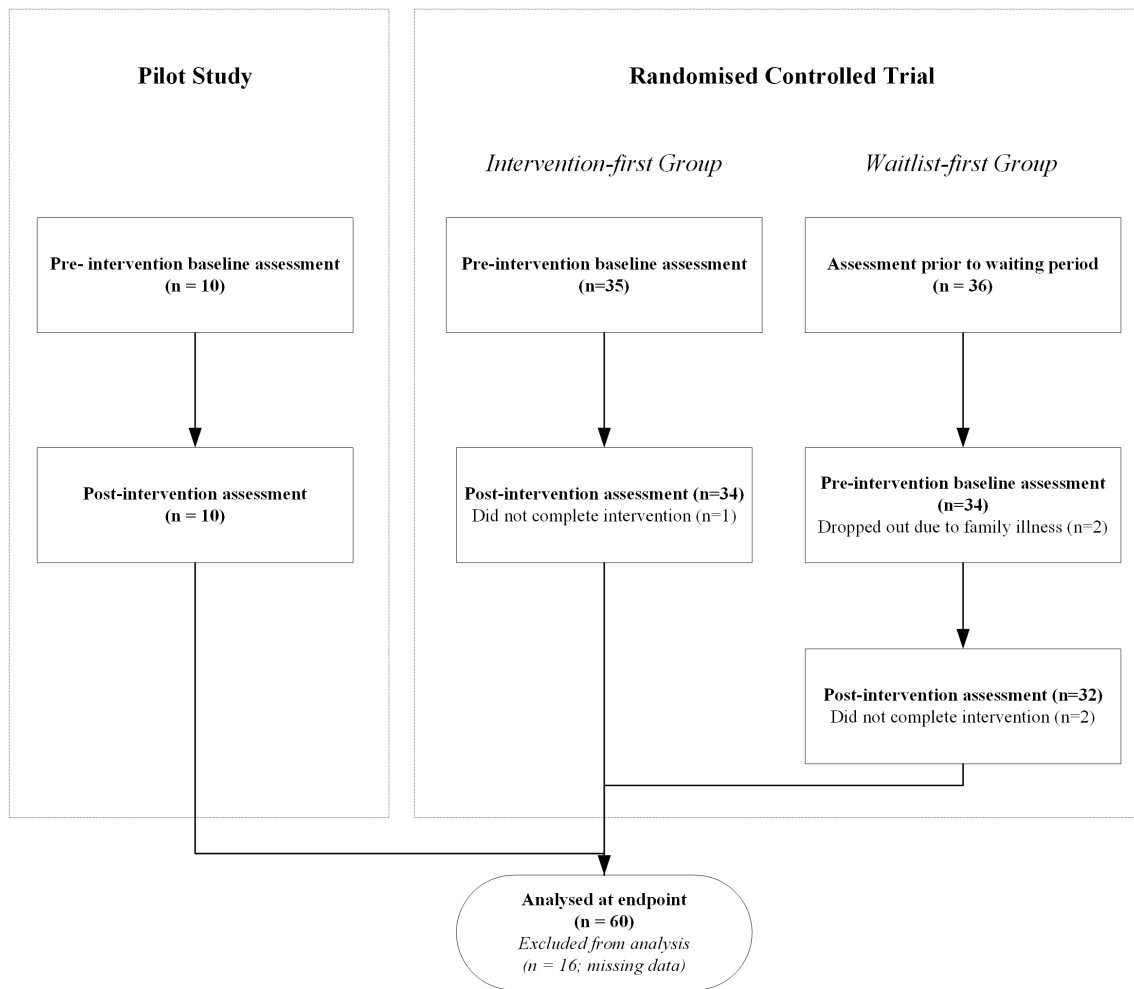 Pilot Study
Pre- intervention baseline assessment
(n = 10)
Post-intervention assessment
(n = 10)
Randomised Controlled Trial
Intervention-first Group
Pre-intervention baseline assessment
(n=35)
Post-intervention assessment (n=34)
Did not complete intervention (n=1)
Waitlist-first Group
Assessment prior to waiting period
(n = 36)
Pre-intervention baseline assessment
(n=34)
Dropped out due to family illness (n=2)
Post-intervention assessment (n=32)
Did not complete intervention (n=2)
Analysed at endpoint
(n = 60)
Excluded from analysis
(n = 16; missing data)